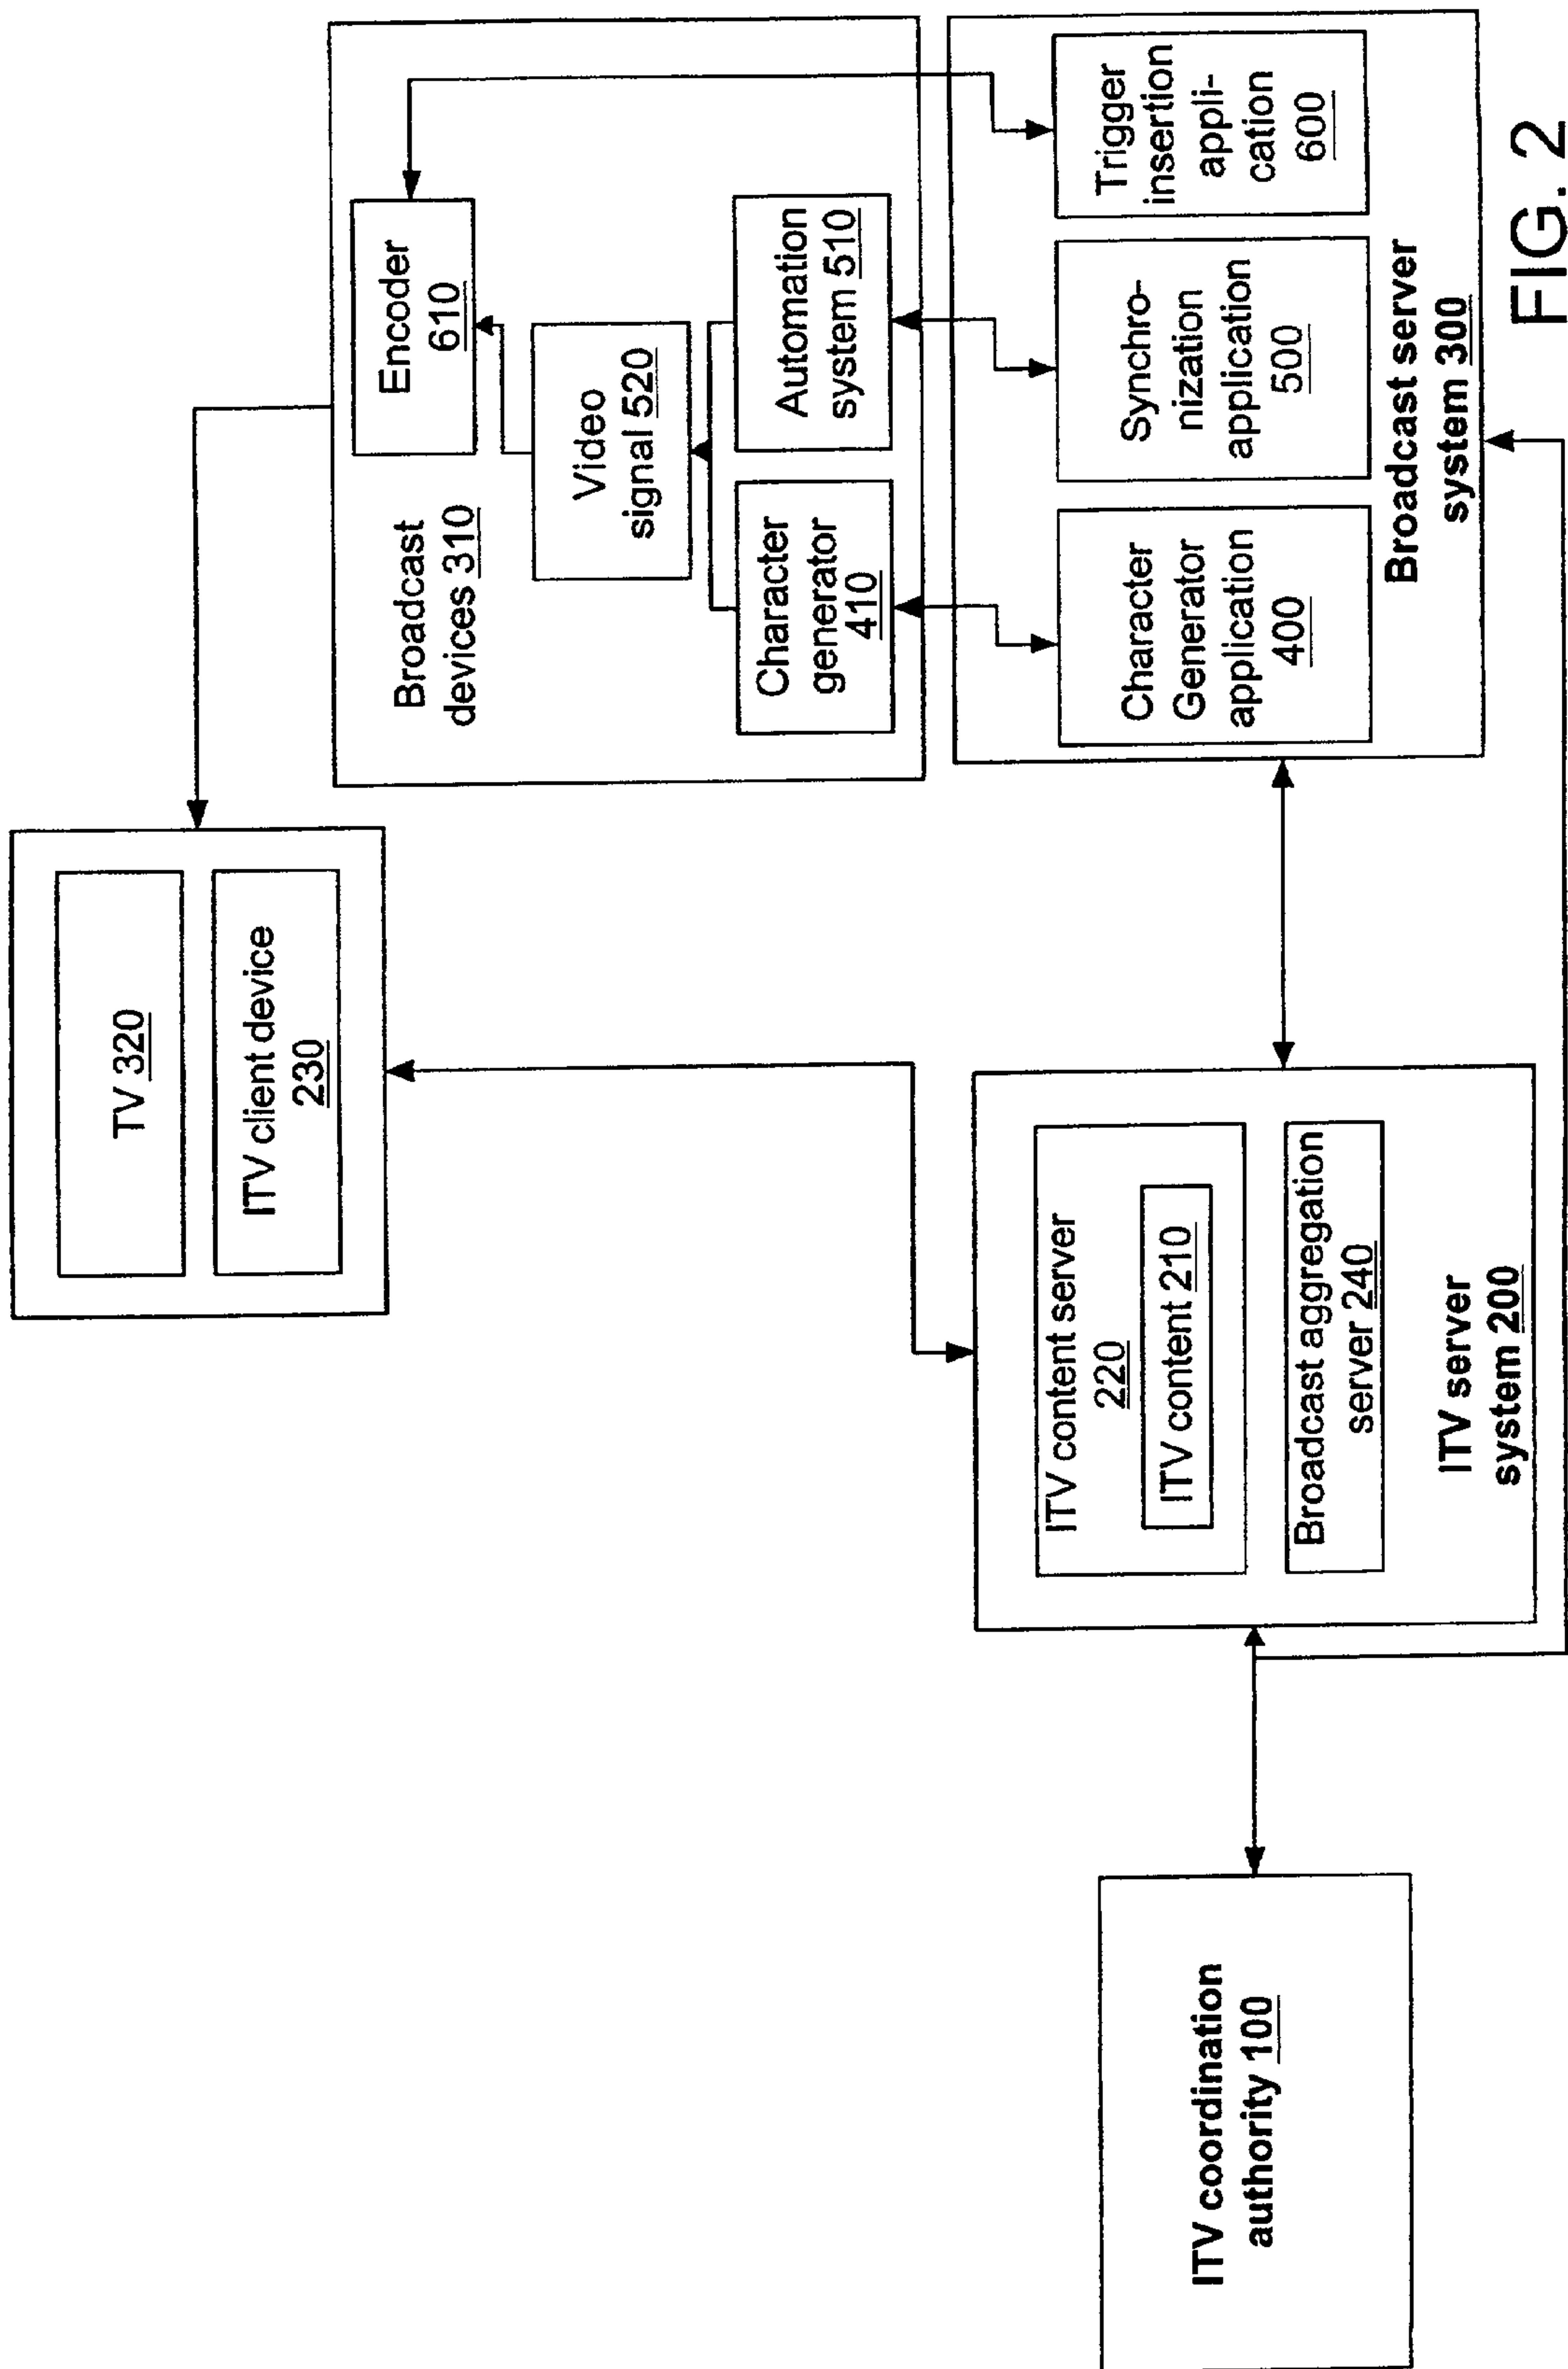 TV 320
ITV client device
230
Broadcast
devices 310
Encoder
610
Video
signal 520
Character
generator
410
Automation
system 510
Character
Generator
application
400
Synchro-
nization
application
500
Trigger
insertion
appli-
cation
600
Broadcast server
system 300
ITV content server
220
ITV content 210
Broadcast aggregation
server 240
ITV server
system 200
ITV coordination
authority 100
FIG. 2